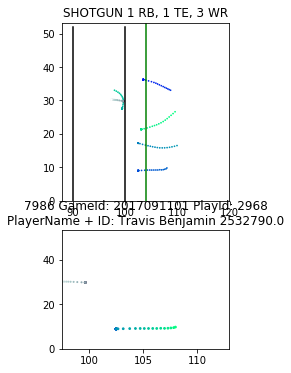 SHOTGUN 1 RB, 1 TE, 3 WR
50
40
30
20
10
0
90 100 110 120
7986 GameId: 2017091101 PlayId: 2968
PlayerName + ID: Travis Benjamin 2532790.0
40
20
0
100 105 110